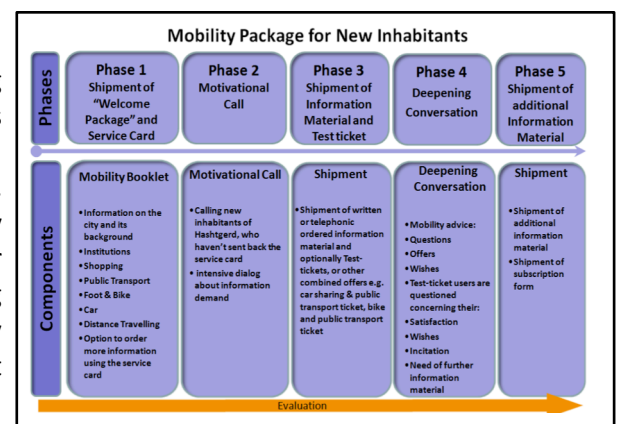 Mobility Package for New Inhabitants
Phases
Phase 1
Shipment of
"Welcome
Package" and
Service Card
Phase 2
Motivational
Call
Phase 3
Shipment of
Information
Material and
Test ticket
Phase 4
Deepening
Conversation
Phase 5
Shipment of
additional
Information
Material
Components
Mobility Booklet
•Information on the
city and its
background
•Institutions
•Shopping
•Public Transport
•Foot & Bike
•Car
•Distance Travelling
•Option to order
more information
using the service
card
Motivational Call
•Calling new
inhabitants of
Hashtgerd, who
haven't sent back the
service card
• intensive dialog
about information
demand
Shipment
•Shipment of written
or telephonic
ordered information
material and
optionally Test-
tickets, or other
combined offers e.g.
car sharing & public
transport ticket, bike
and public transport
ticket
Deepening
Conversation
•Mobility advice:
•Questions
•Offers
•Wishes
•Test-ticket users are
questioned
concerning their:
•Satisfaction
•Wishes
•Incitation
•Need of further
information
material
Shipment
•Shipment of
additional
information
material
•Shipment of
subscription
form
Evaluation